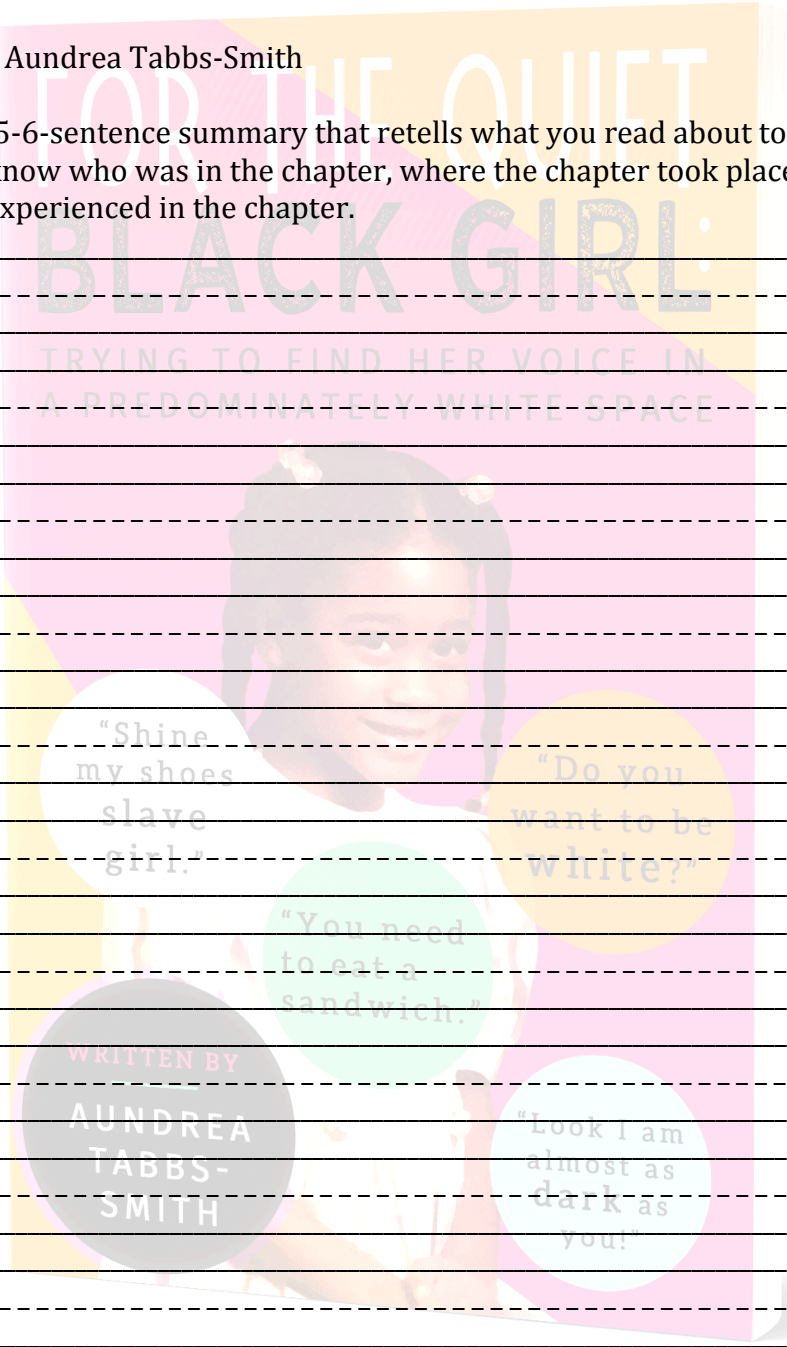 Aundrea Tabbs-Smith
FOR THE QUIET
5-6-sentence summary that retells what you read about to
know who was in the chapter, where the chapter took place
xperienced in the chapter.
BLACK GIRL:
TRYING TO FIND HER VOICE IN
A PREDOMINATELY WHITE SPACE
"Shine
my shoes
slave
girl."
"Do you
want to be
white?"
"You need
to eat a
sandwich."
WRITTEN BY
AUNDREA
TABBS-
SMITH
"Look I am
almost as
dark as
you!"